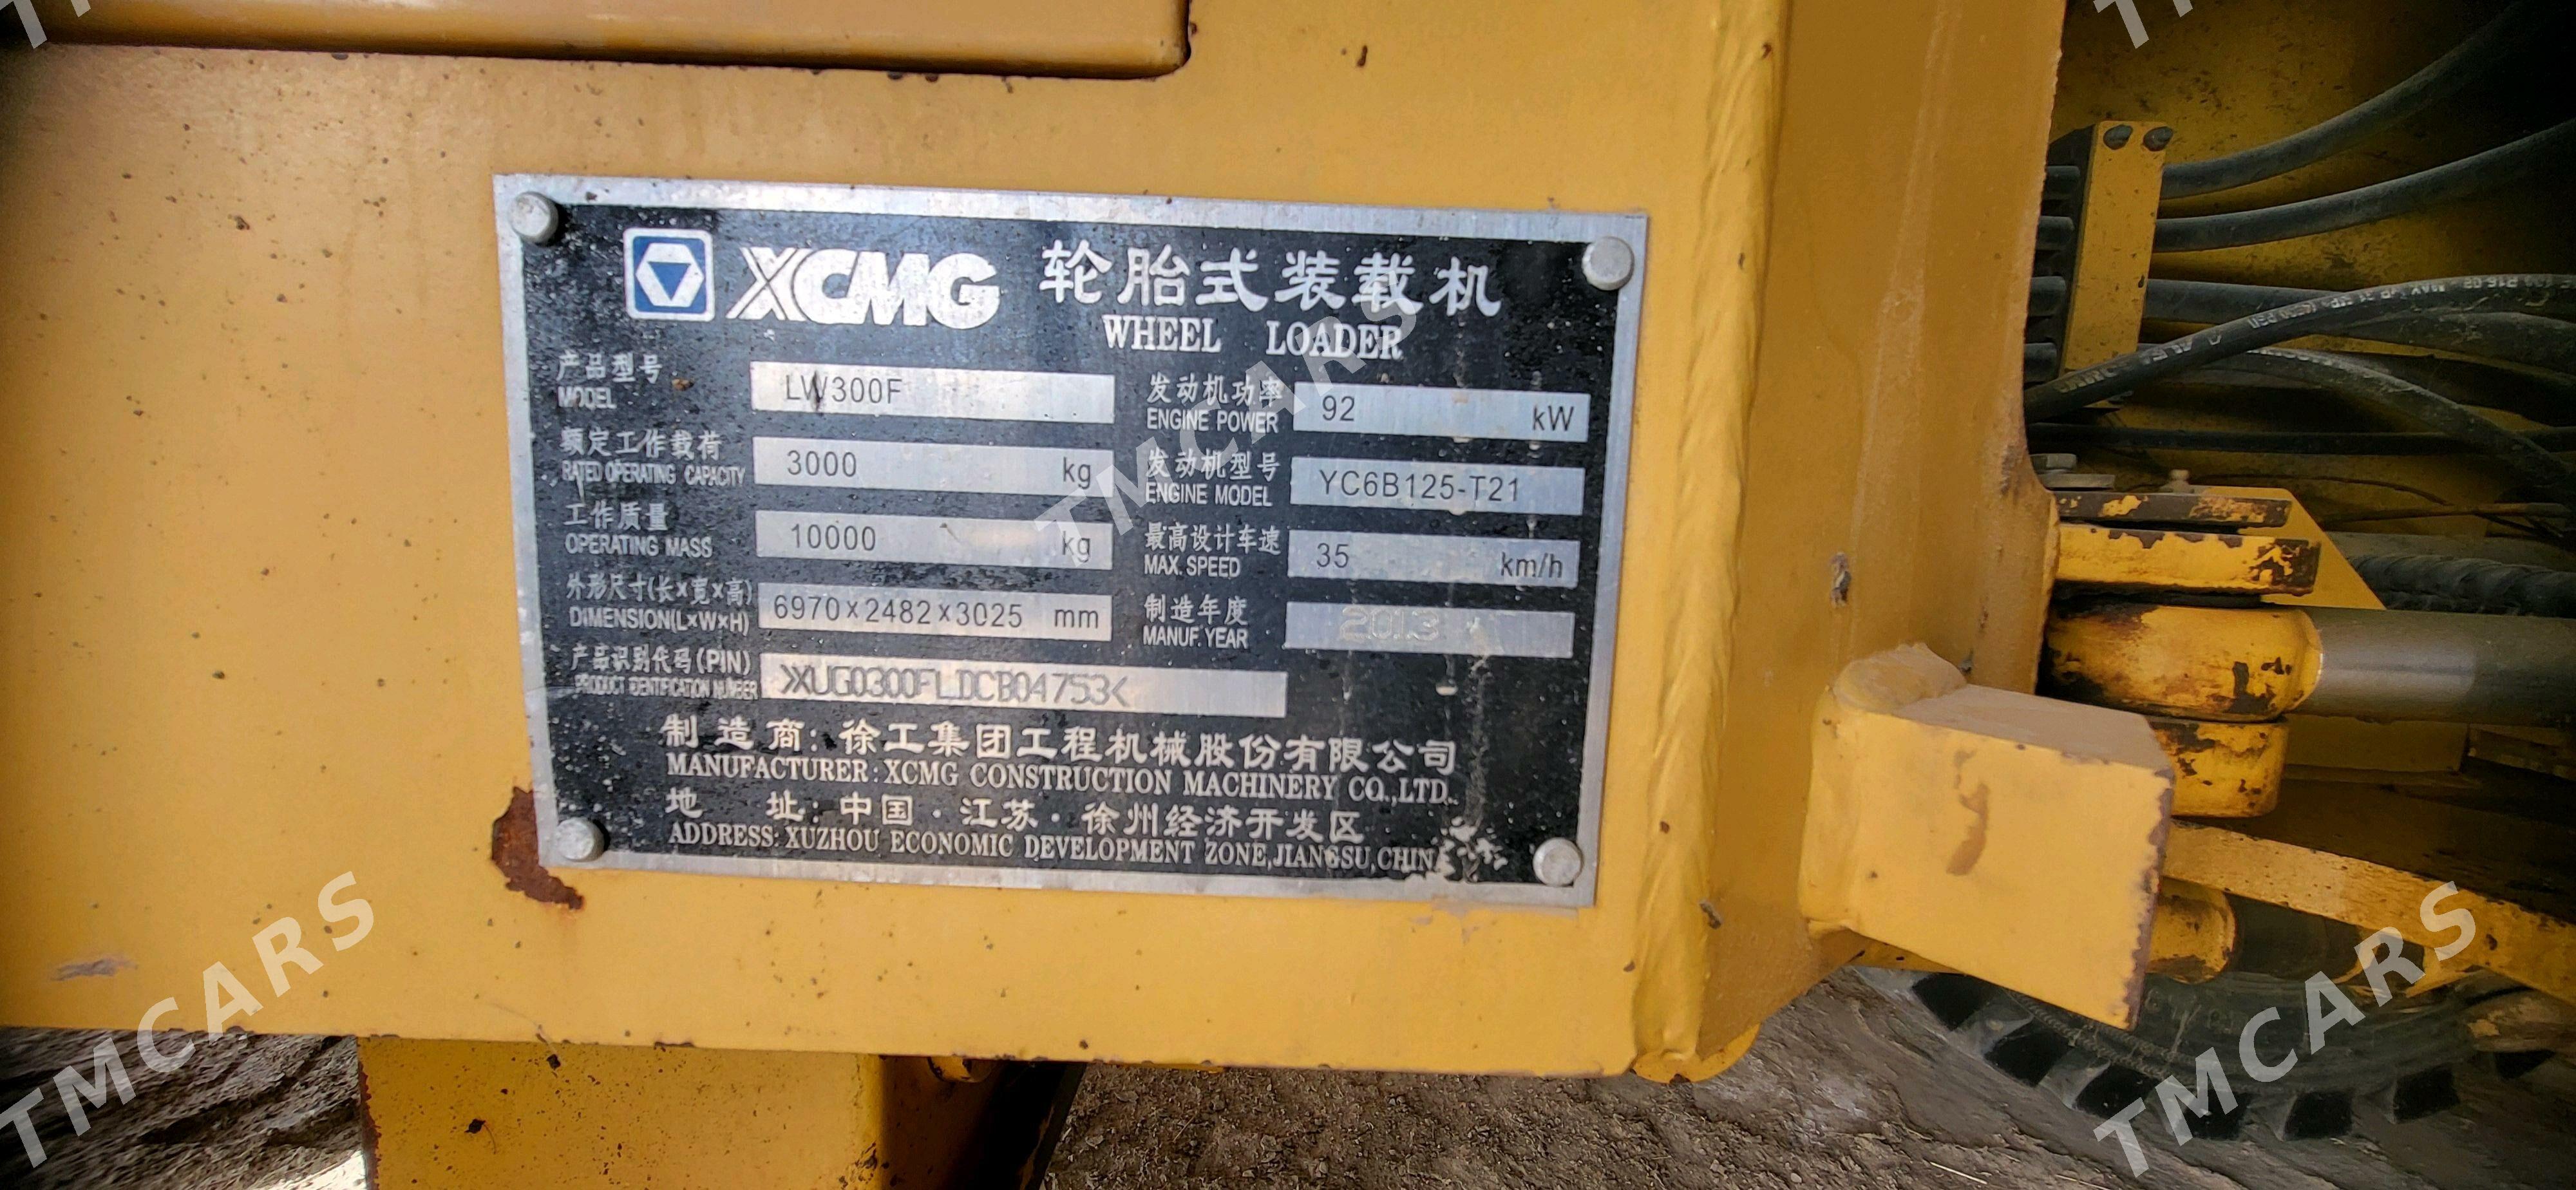 XCMG 轮胎式装载机
WHEEL LOADER
产品型号
MODEL
LW300F
发动机功率
ENGINE POWER
92 kW
额定工作载荷
RATED OPERATING CAPACITY
3000 kg
发动机型号
ENGINE MODEL
YC6B125-T21
工作质量
OPERATING MASS
10000 kg
最高设计车速
MAX. SPEED
35 km/h
外形尺寸(长×宽×高)
DIMENSION(L×W×H)
6970×2482×3025 mm
制造年度
MANUF. YEAR
2013
产品识别代码(PIN)
PRODUCT IDENTIFICATION NUMBER
>XUG0300FLDCB04753<
制造商:徐工集团工程机械股份有限公司
MANUFACTURER: XCMG CONSTRUCTION MACHINERY CO.,LTD.
地 址:中国·江苏·徐州经济开发区
ADDRESS: XUZHOU ECONOMIC DEVELOPMENT ZONE,JIANGSU,CHINA
TMCARS
TMCARS
TMCARS